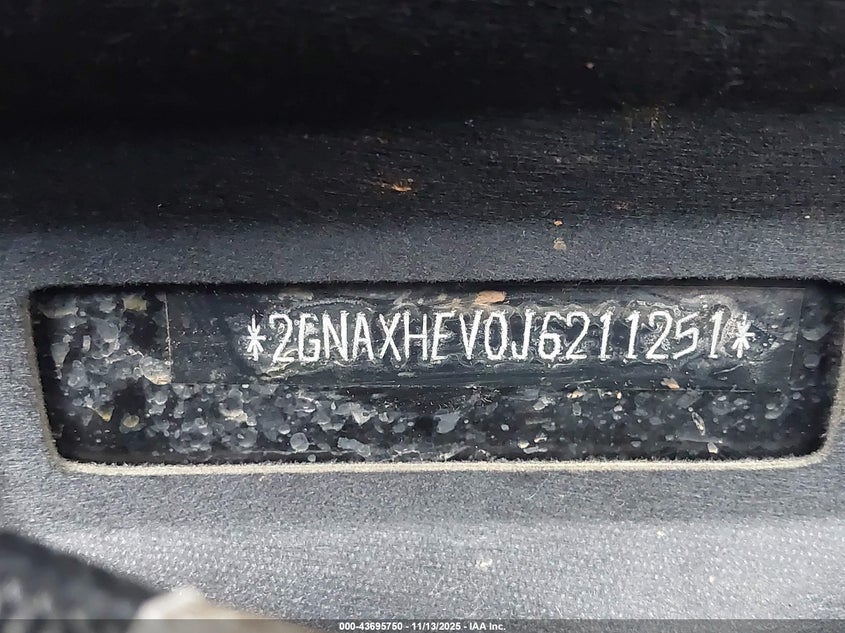 *2GNAXHEV0J6211251*
000-43695750 - 11/13/2025 - IAA Inc.